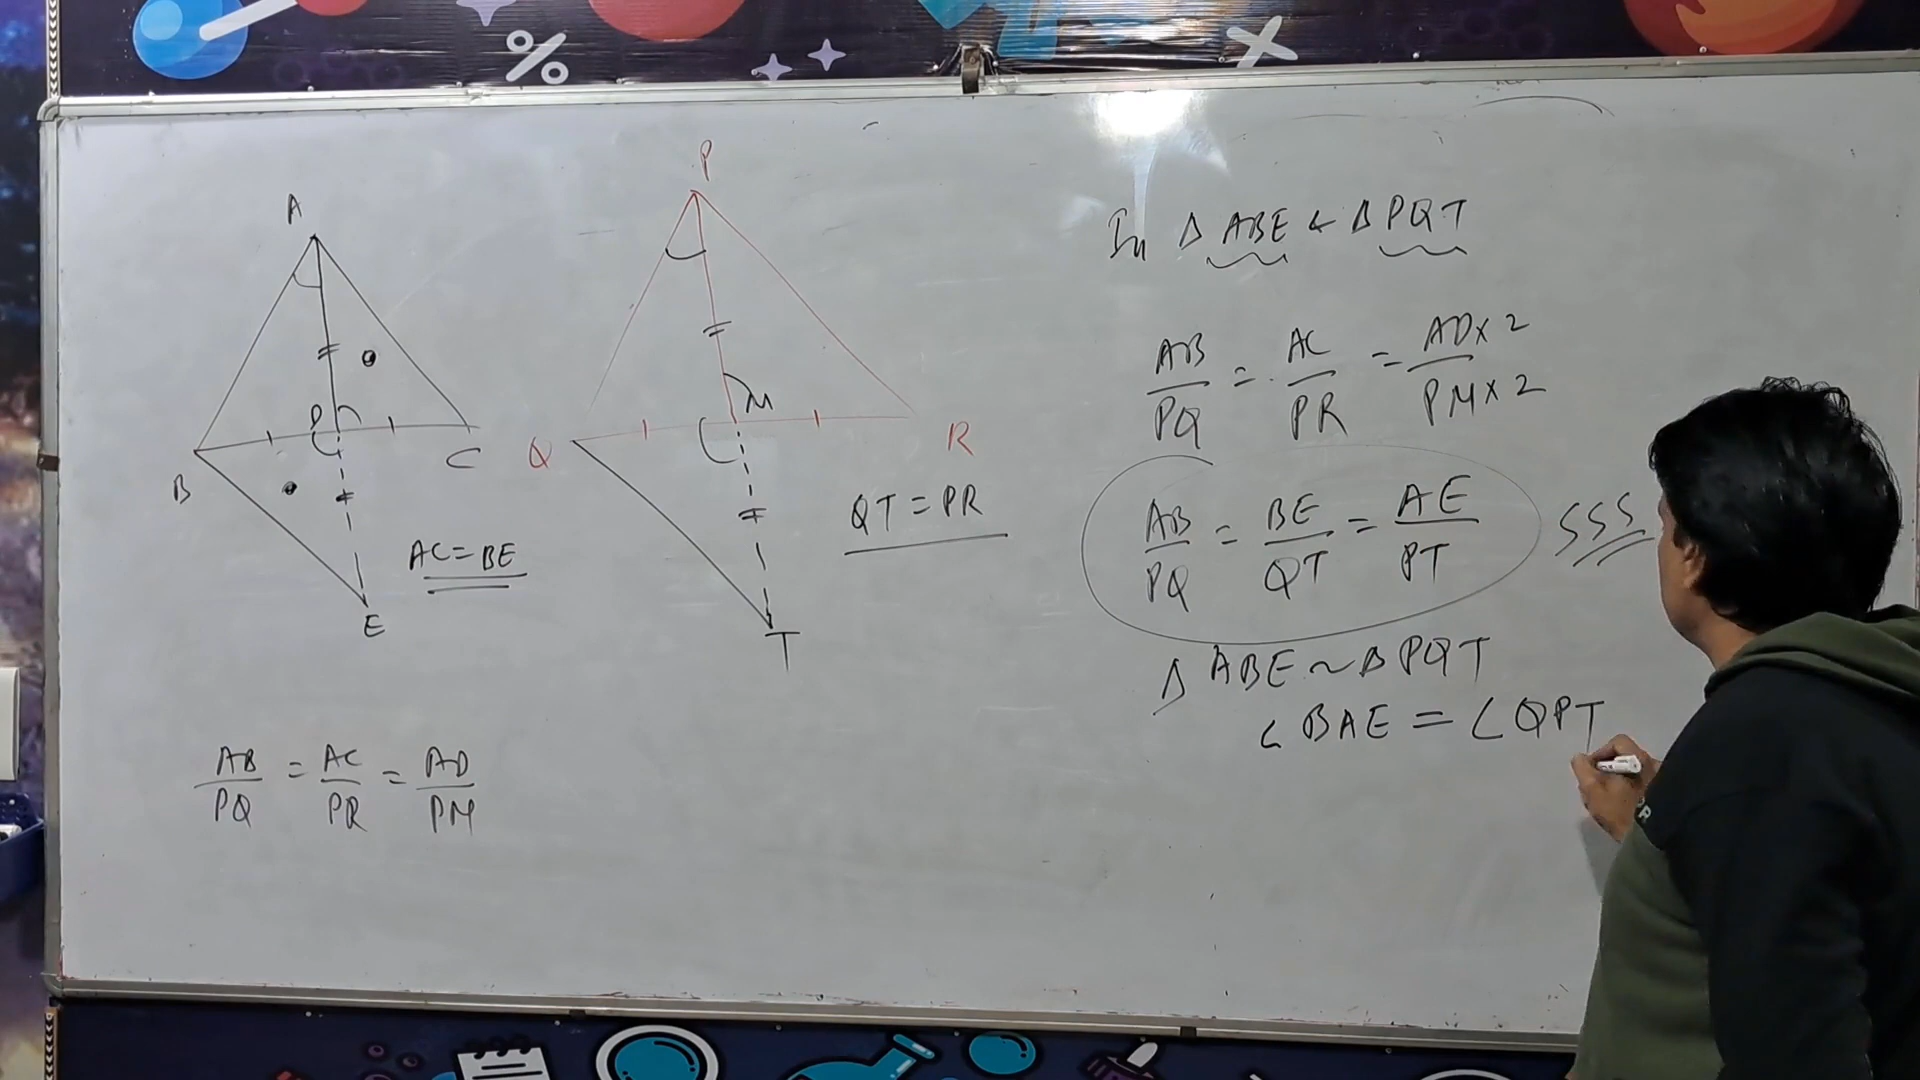 %
P
A
D
M
B
C
Q
R
AC = BE
QT = PR
E
T
AB/PQ = AC/PR = AD/PM
In Δ ABE & Δ PQT
AB/PQ = AC/PR = AD×2/PM×2
AB/PQ = BE/QT = AE/PT SSS
Δ ABE ~ Δ PQT
∠BAE = ∠QPT